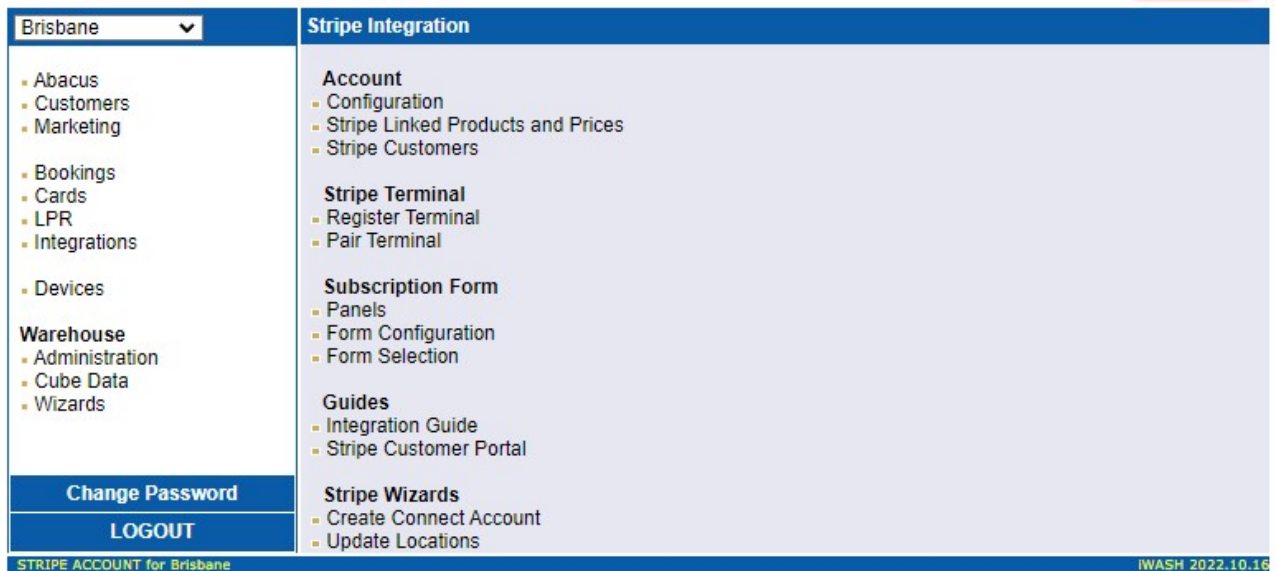 Brisbane
Abacus
Customers
Marketing
Bookings
Cards
LPR
Integrations
Devices
Warehouse
Administration
Cube Data
Wizards
Change Password
LOGOUT
Stripe Integration
Account
Configuration
Stripe Linked Products and Prices
Stripe Customers
Stripe Terminal
Register Terminal
Pair Terminal
Subscription Form
Panels
Form Configuration
Form Selection
Guides
Integration Guide
Stripe Customer Portal
Stripe Wizards
Create Connect Account
Update Locations
STRIPE ACCOUNT for Brisbane
iWASH 2022.10.16